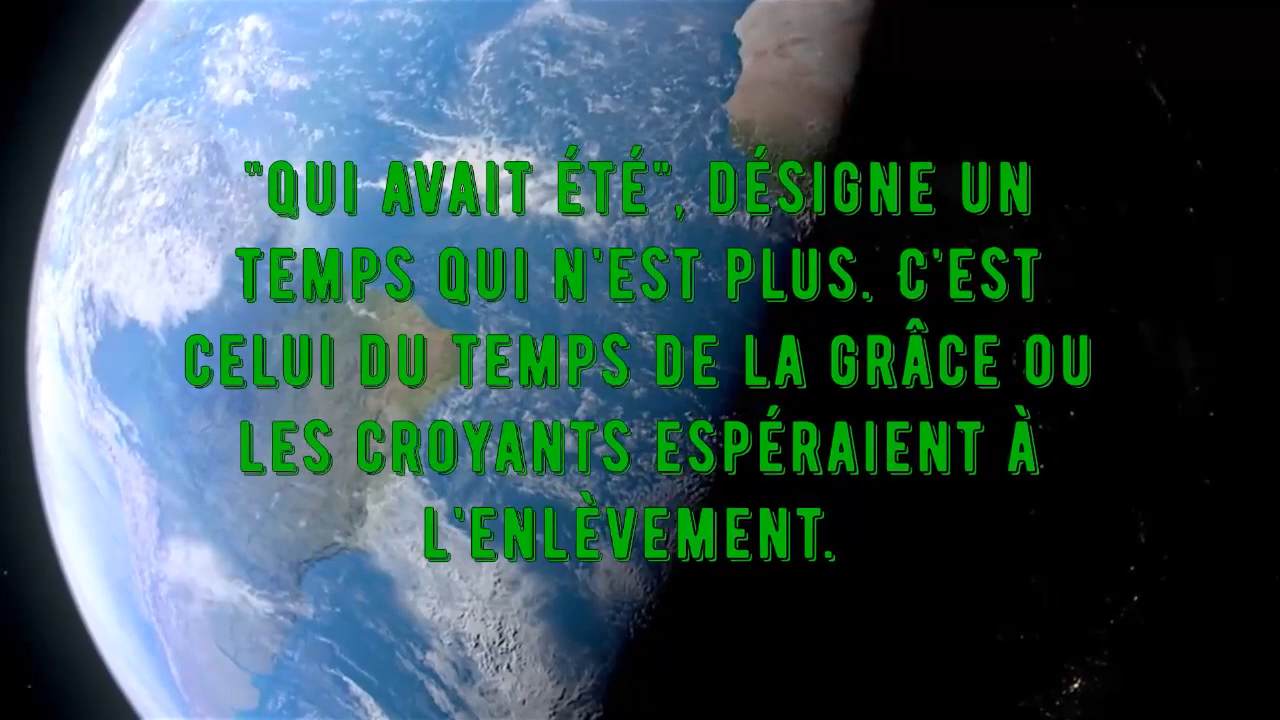 "QUI AVAIT ÉTÉ", DÉSIGNE UN
TEMPS QUI N'EST PLUS. C'EST
CELUI DU TEMPS DE LA GRÂCE OU
LES CROYANTS ESPÉRAIENT À
L'ENLÈVEMENT.